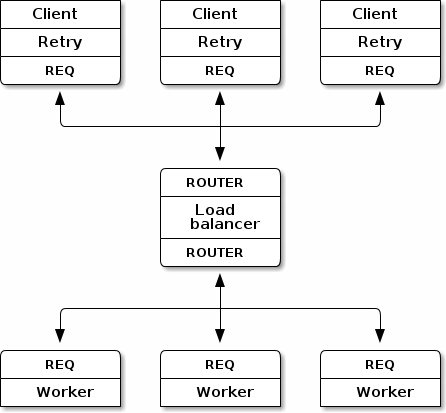 Client
Client
Client
Retry
Retry
Retry
REQ
REQ
REQ
ROUTER
Load
balancer
ROUTER
REQ
REQ
REQ
Worker
Worker
Worker